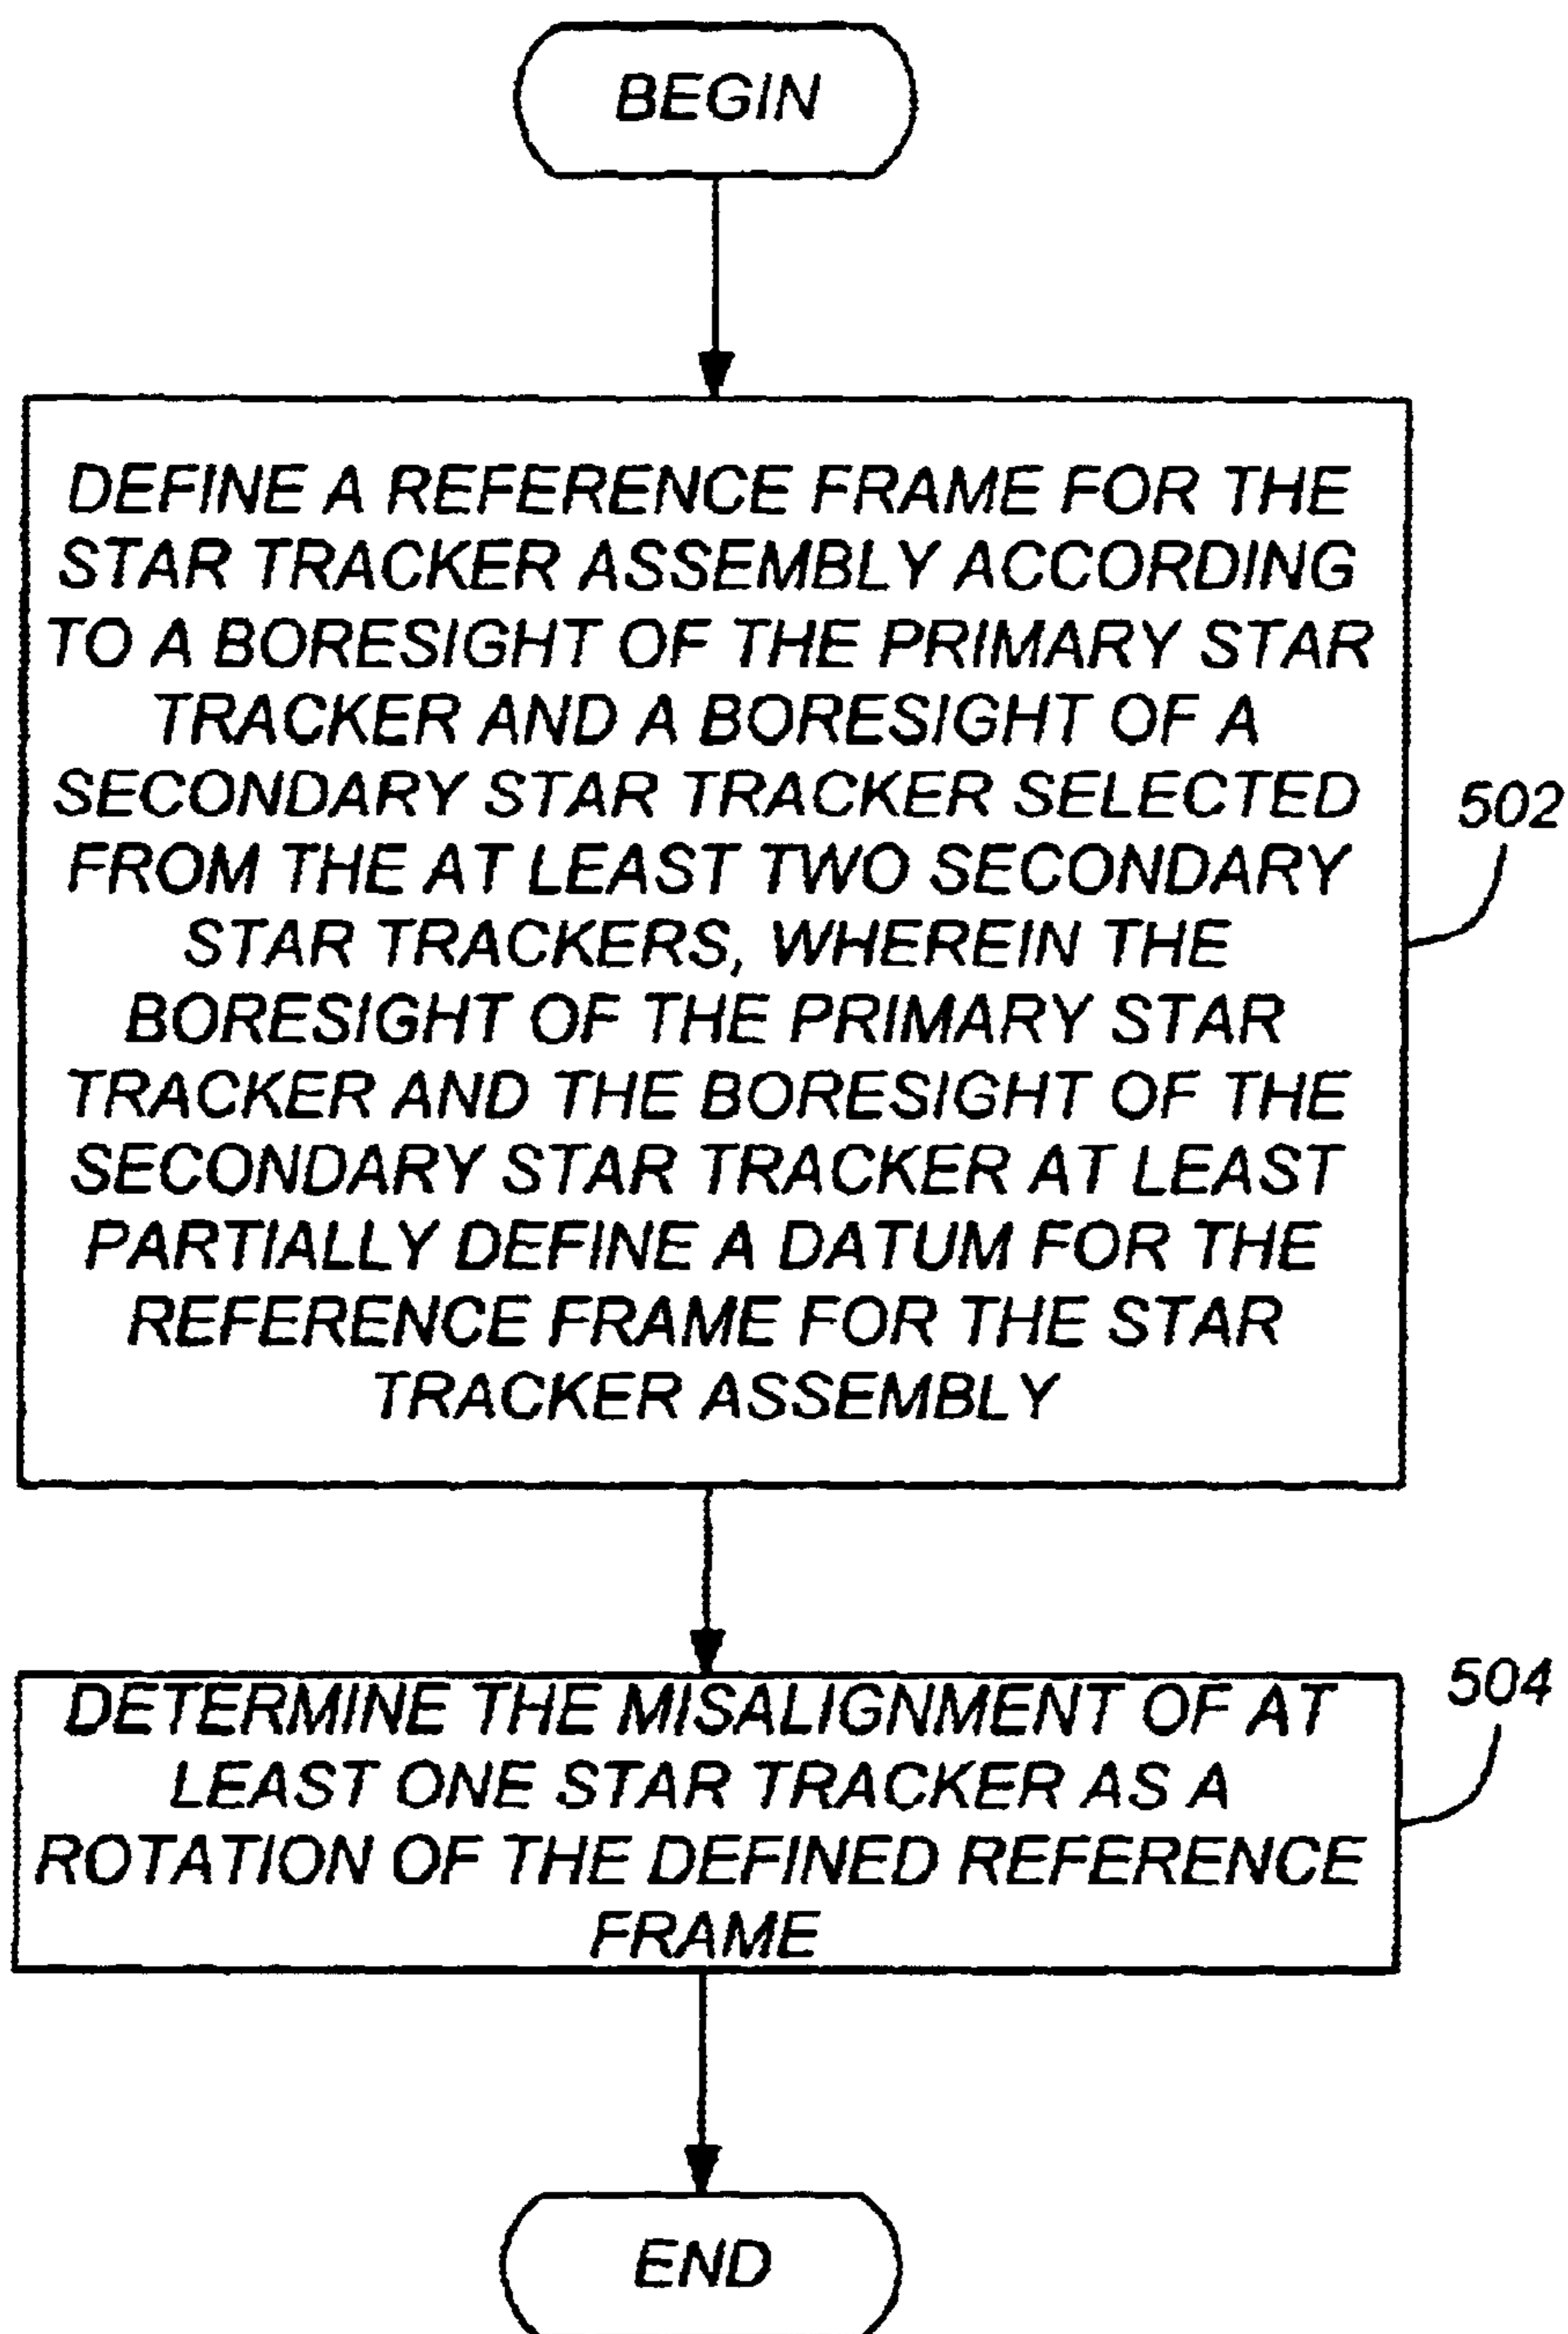 BEGIN
DEFINE A REFERENCE FRAME FOR THE
STAR TRACKER ASSEMBLY ACCORDING
TO A BORESIGHT OF THE PRIMARY STAR
TRACKER AND A BORESIGHT OF A
SECONDARY STAR TRACKER SELECTED
FROM THE AT LEAST TWO SECONDARY
STAR TRACKERS, WHEREIN THE
BORESIGHT OF THE PRIMARY STAR
TRACKER AND THE BORESIGHT OF THE
SECONDARY STAR TRACKER AT LEAST
PARTIALLY DEFINE A DATUM FOR THE
REFERENCE FRAME FOR THE STAR
TRACKER ASSEMBLY
502
DETERMINE THE MISALIGNMENT OF AT
LEAST ONE STAR TRACKER AS A
ROTATION OF THE DEFINED REFERENCE
FRAME
504
END